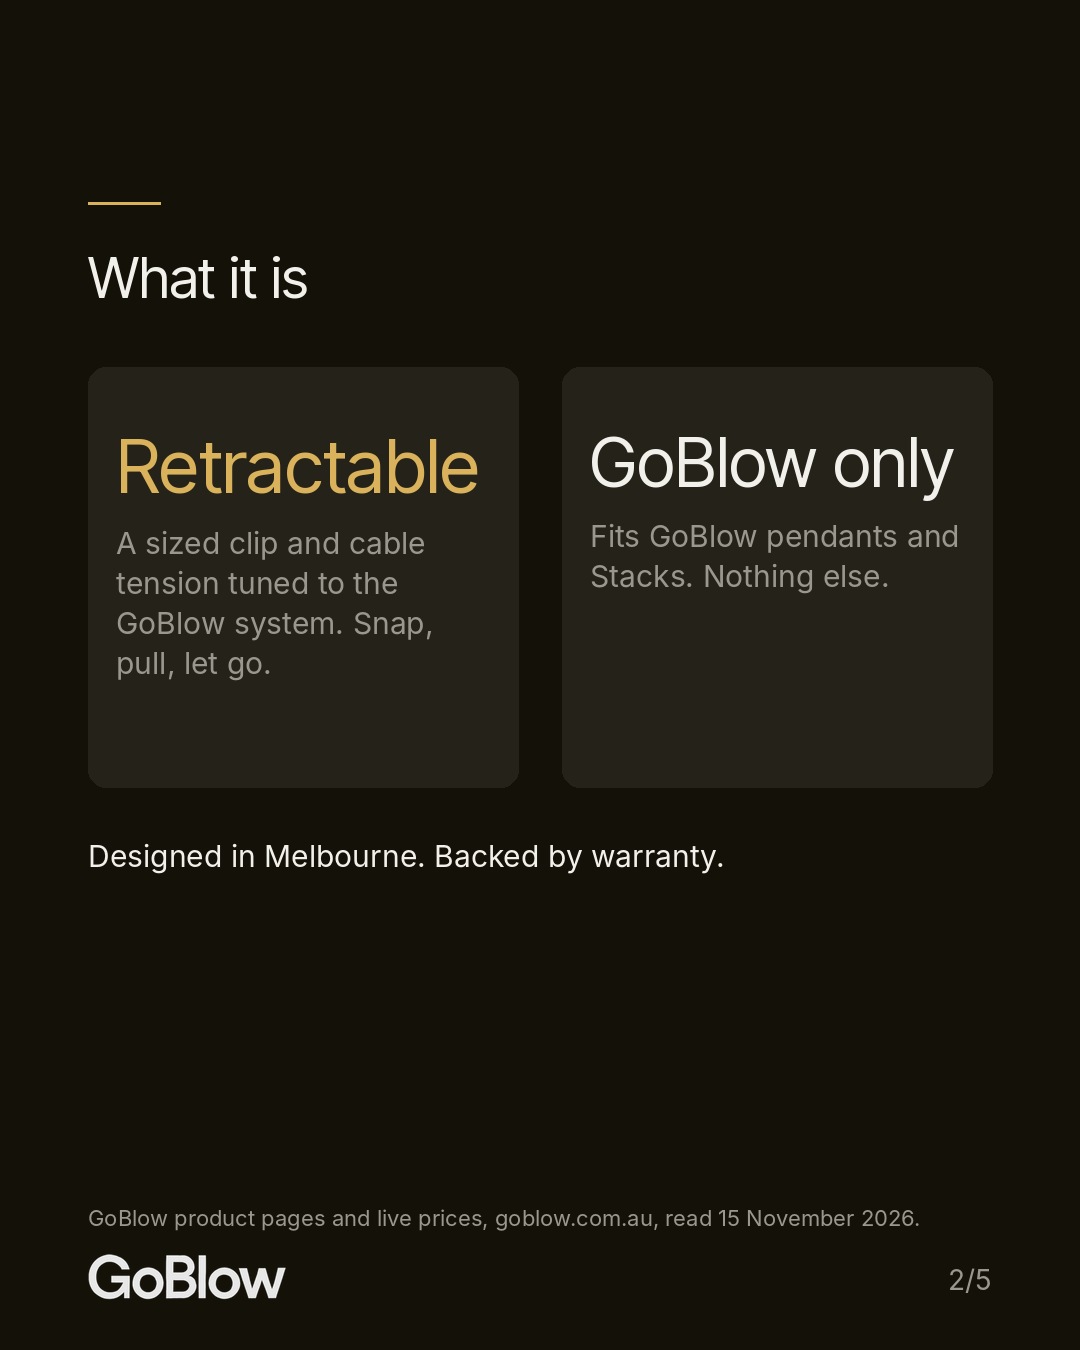 What it is
Retractable
A sized clip and cable
tension tuned to the
GoBlow system. Snap,
pull, let go.
GoBlow only
Fits GoBlow pendants and
Stacks. Nothing else.
Designed in Melbourne. Backed by warranty.
GoBlow product pages and live prices, goblow.com.au, read 15 November 2026.
GoBlow
2/5